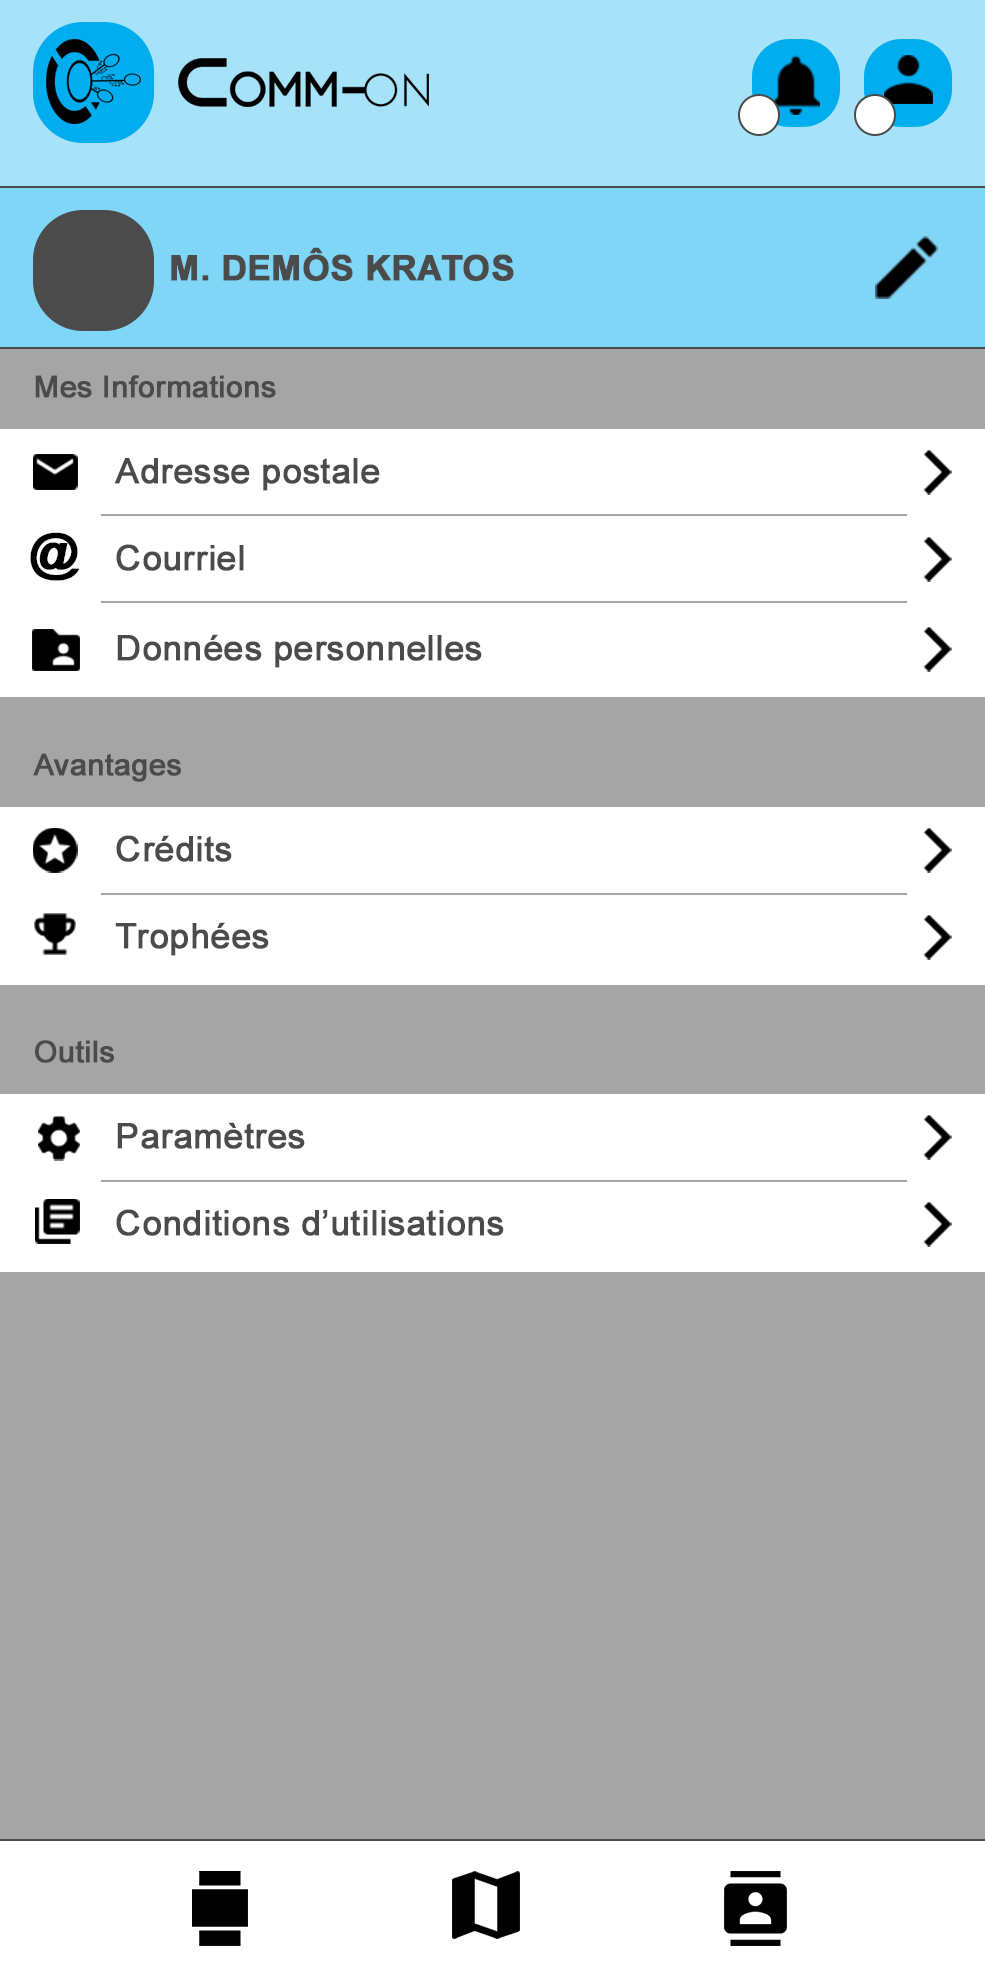 Comm-on
M. DEMÔS KRATOS
Mes Informations
Adresse postale
@ Courriel
Données personnelles
Avantages
Crédits
Trophées
Outils
Paramètres
Conditions d’utilisations